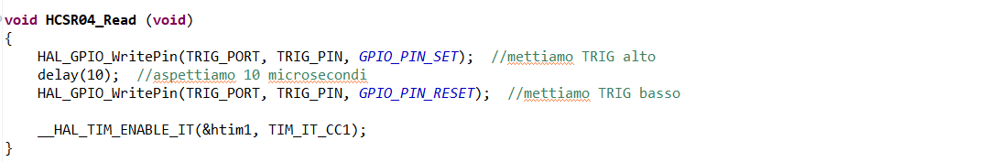 void HCSR04_Read (void)
{
HAL_GPIO_WritePin(TRIG_PORT, TRIG_PIN, GPIO_PIN_SET);  //mettiamo TRIG alto
delay(10);  //aspettiamo 10 microsecondi
HAL_GPIO_WritePin(TRIG_PORT, TRIG_PIN, GPIO_PIN_RESET);  //mettiamo TRIG basso
__HAL_TIM_ENABLE_IT(&htim1, TIM_IT_CC1);
}